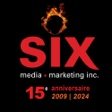 SIX
media + marketing inc.
15e anniversaire
2009 | 2024